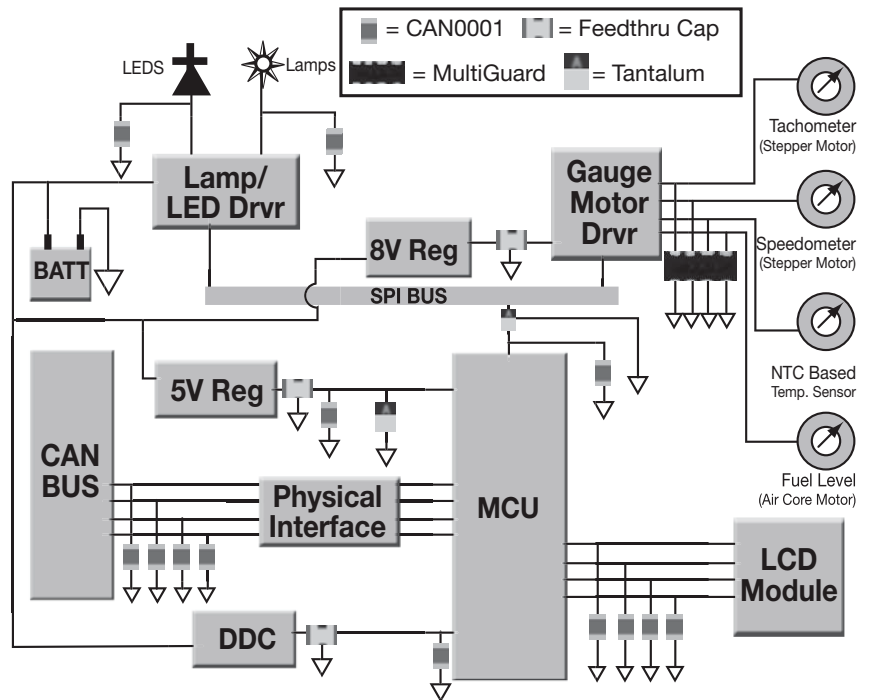 = CAN0001
= Feedthru Cap
= MultiGuard
= Tantalum
LEDS
Lamps
Lamp/
LED Drvr
BATT
8V Reg
Gauge
Motor
Drvr
SPI BUS
Tachometer
(Stepper Motor)
Speedometer
(Stepper Motor)
NTC Based
Temp. Sensor
Fuel Level
(Air Core Motor)
5V Reg
CAN
BUS
Physical
Interface
MCU
LCD
Module
DDC